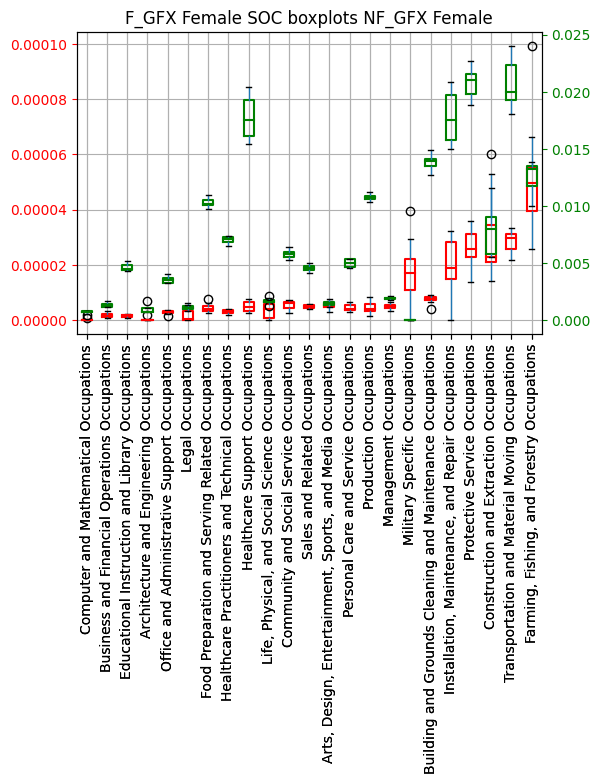 F_GFX Female SOC boxplots NF_GFX Female
0.00010
0.00008
0.00006
0.00004
0.00002
0.00000
0.025
0.020
0.015
0.010
0.005
0.000
Computer and Mathematical Occupations
Business and Financial Operations Occupations
Educational Instruction and Library Occupations
Architecture and Engineering Occupations
Office and Administrative Support Occupations
Legal Occupations
Food Preparation and Serving Related Occupations
Healthcare Practitioners and Technical Occupations
Healthcare Support Occupations
Life, Physical, and Social Science Occupations
Community and Social Service Occupations
Sales and Related Occupations
Arts, Design, Entertainment, Sports, and Media Occupations
Personal Care and Service Occupations
Production Occupations
Management Occupations
Military Specific Occupations
Building and Grounds Cleaning and Maintenance Occupations
Installation, Maintenance, and Repair Occupations
Protective Service Occupations
Construction and Extraction Occupations
Transportation and Material Moving Occupations
Farming, Fishing, and Forestry Occupations